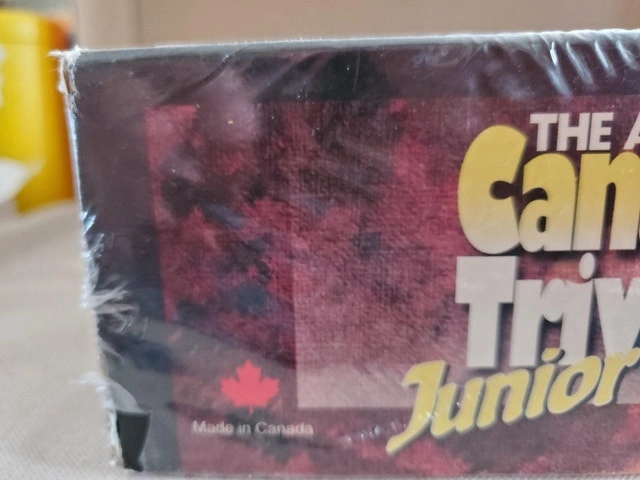 THE A
Can
Triv
Junior
Made in Canada